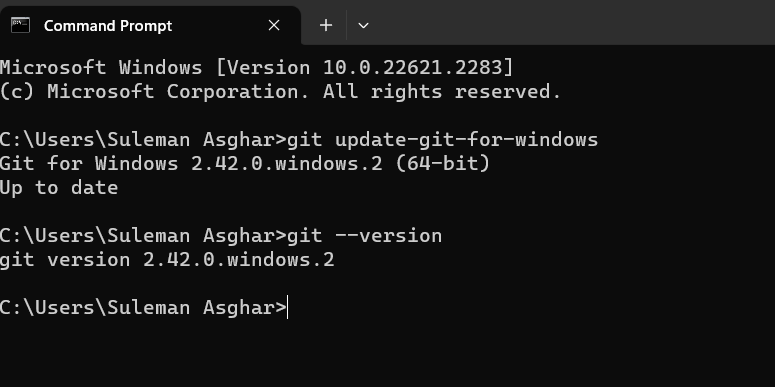 Command Prompt
Microsoft Windows [Version 10.0.22621.2283]
(c) Microsoft Corporation. All rights reserved.
C:\Users\Suleman Asghar>git update-git-for-windows
Git for Windows 2.42.0.windows.2 (64-bit)
Up to date
C:\Users\Suleman Asghar>git --version
git version 2.42.0.windows.2
C:\Users\Suleman Asghar>